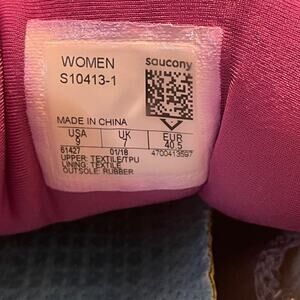 WOMEN saucony
S10413-1
MADE IN CHINA
USA UK EUR
9 7 40.5
61427 01/18 4700413597
UPPER: TEXTILE/TPU
LINING: TEXTILE
OUTSOLE: RUBBER